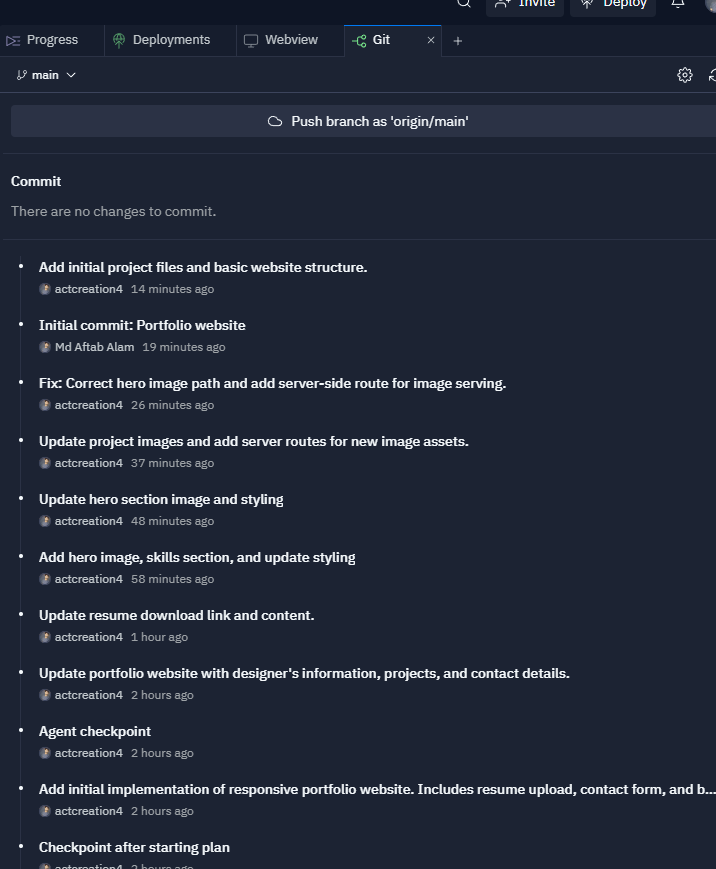 Invite
Deploy
Progress
Deployments
Webview
Git
main
Push branch as 'origin/main'
Commit
There are no changes to commit.
Add initial project files and basic website structure.
actcreation4 14 minutes ago
Initial commit: Portfolio website
Md Aftab Alam 19 minutes ago
Fix: Correct hero image path and add server-side route for image serving.
actcreation4 26 minutes ago
Update project images and add server routes for new image assets.
actcreation4 37 minutes ago
Update hero section image and styling
actcreation4 48 minutes ago
Add hero image, skills section, and update styling
actcreation4 58 minutes ago
Update resume download link and content.
actcreation4 1 hour ago
Update portfolio website with designer's information, projects, and contact details.
actcreation4 2 hours ago
Agent checkpoint
actcreation4 2 hours ago
Add initial implementation of responsive portfolio website. Includes resume upload, contact form, and b...
actcreation4 2 hours ago
Checkpoint after starting plan
actcreation4 2 hours ago